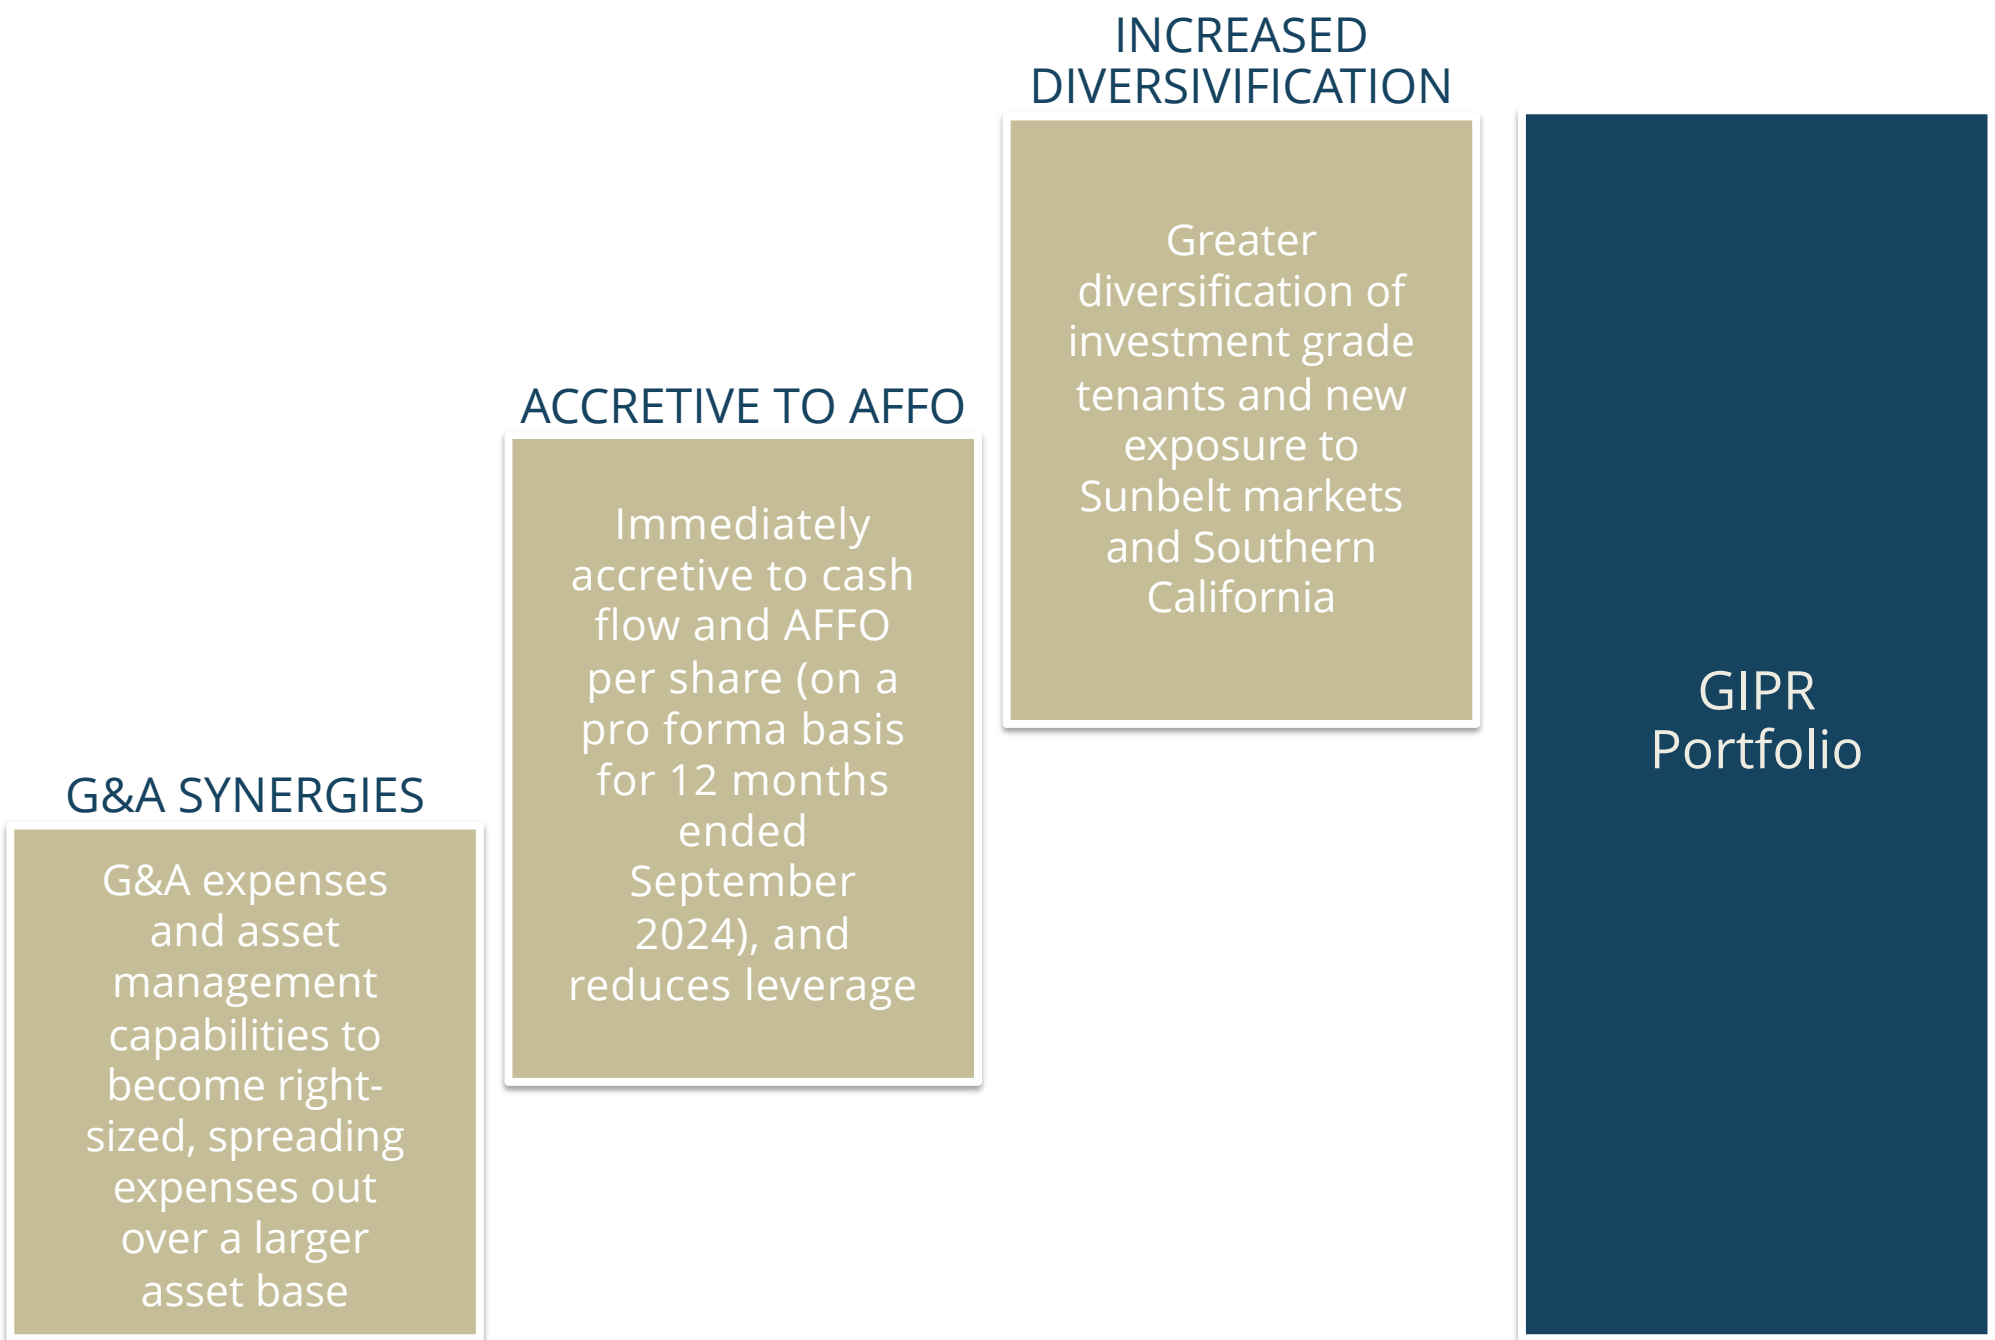 G&A SYNERGIES
G&A expenses
and asset
management
capabilities to
become right-
sized, spreading
expenses out
over a larger
asset base
ACCRETIVE TO AFFO
Immediately
accretive to cash
flow and AFFO
per share (on a
pro forma basis
for 12 months
ended
September
2024), and
reduces leverage
INCREASED
DIVERSIVIFICATION
Greater
diversification of
investment grade
tenants and new
exposure to
Sunbelt markets
and Southern
California
GIPR
Portfolio